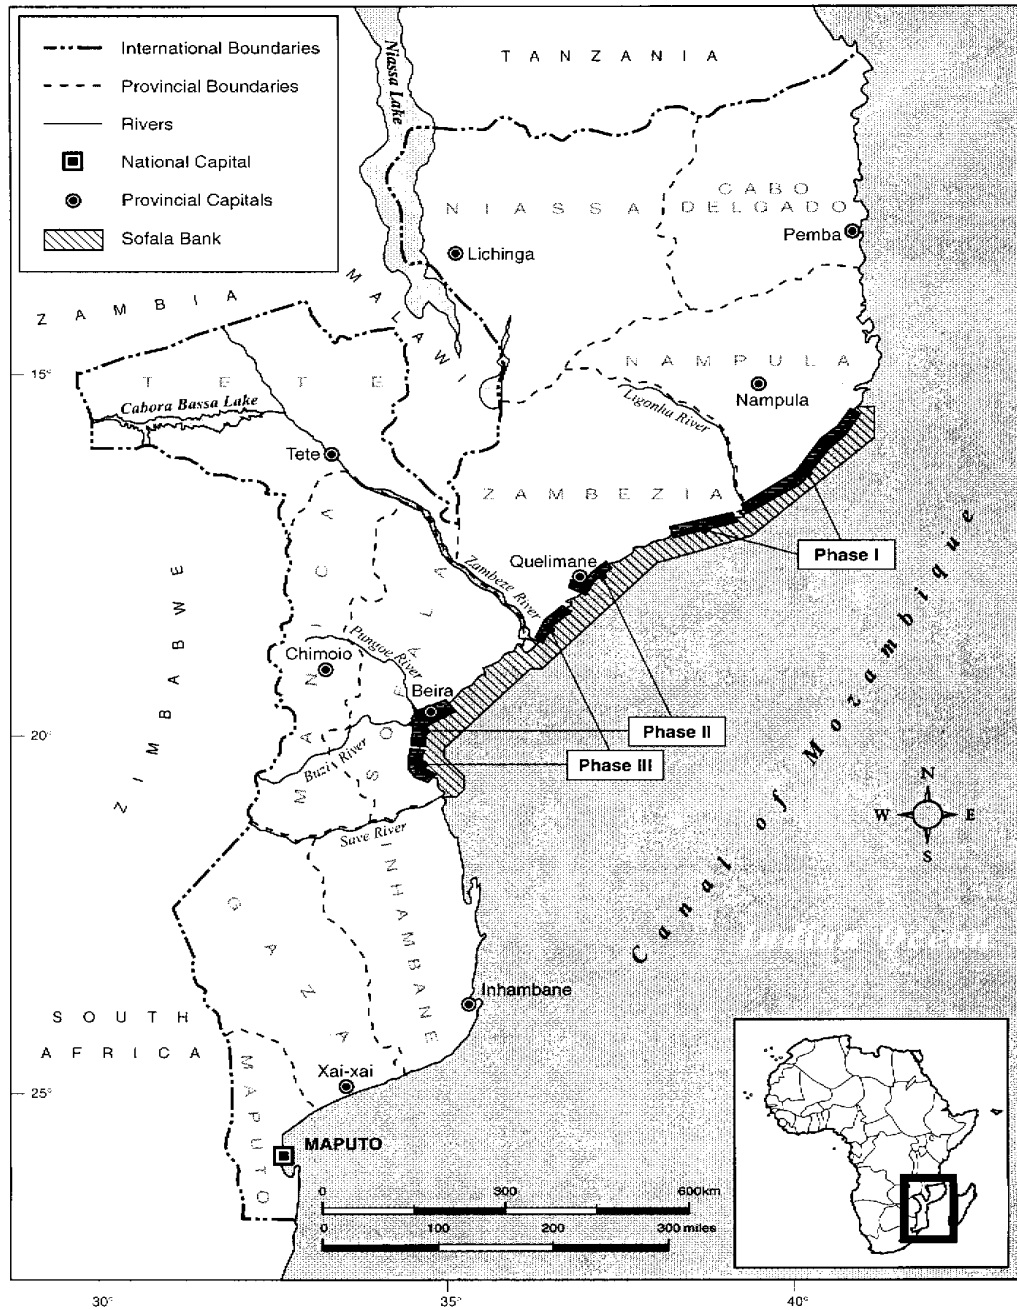 International Boundaries
Provincial Boundaries
Rivers
National Capital
Provincial Capitals
Sofala Bank
Niassa Lake
TANZANIA
NIASSA
CABO
DELGADO
Pemba
Lichinga
ZAMBIA
MALAWI
NAMPULA
15°
TETE
Cabora Bassa Lake
Ligonha River
Nampula
Tete
ZAMBEZIA
Phase I
Quelimane
Zambeze River
ZIMBABWE
MANICA
SOFALA
Pungoe River
Chimoio
Beira
Phase II
20°
Buzi River
Phase III
Canal of Mozambique
N
W
E
S
Save River
INHAMBANE
GAZA
Indian Ocean
Inhambane
SOUTH
AFRICA
Xai-xai
25°
MAPUTO
MAPUTO
0 300 600km
0 100 200 300 miles
30° 35° 40°